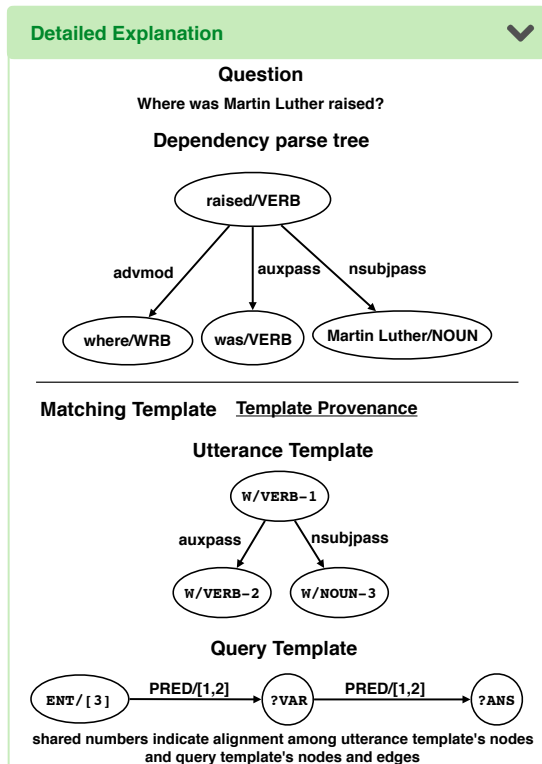 Detailed Explanation
Question
Where was Martin Luther raised?
Dependency parse tree
raised/VERB
advmod
auxpass
nsubjpass
where/WRB
was/VERB
Martin Luther/NOUN
Matching Template Template Provenance
Utterance Template
W/VERB-1
auxpass
nsubjpass
W/VERB-2
W/NOUN-3
Query Template
ENT/[3]
PRED/[1,2]
?VAR
PRED/[1,2]
?ANS
shared numbers indicate alignment among utterance template's nodes
and query template's nodes and edges